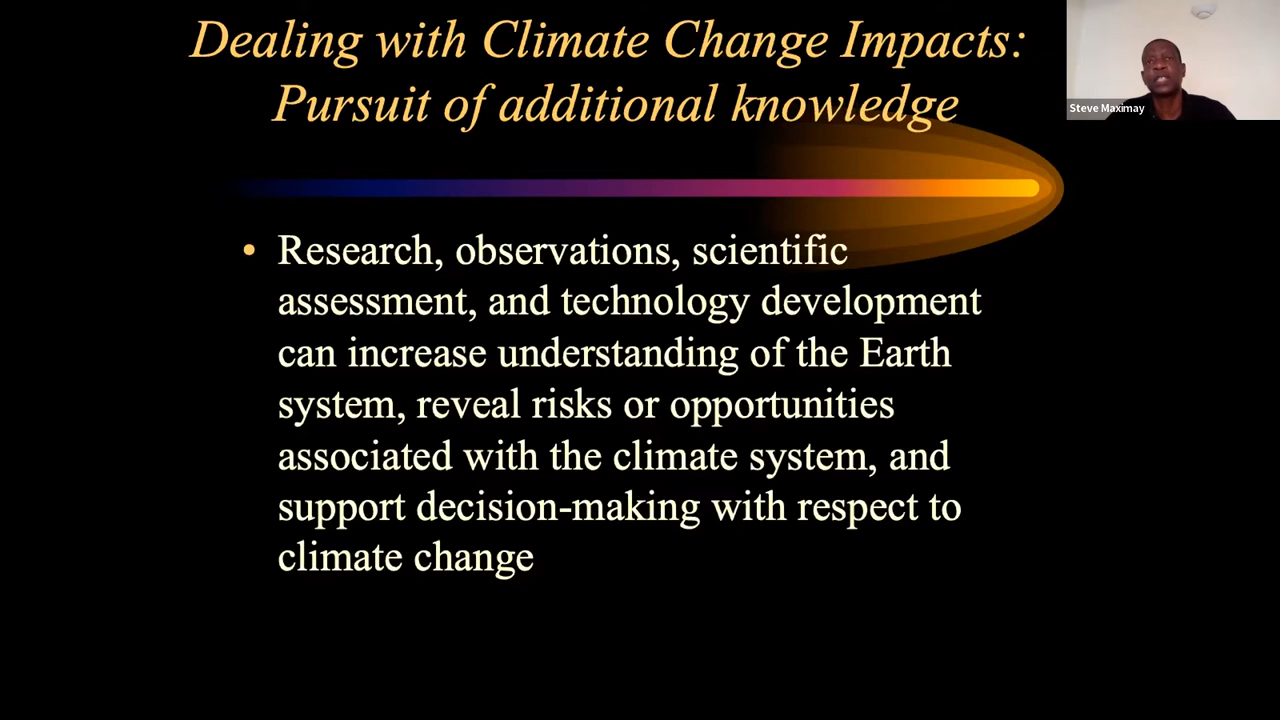 Dealing with Climate Change Impacts:
Pursuit of additional knowledge
Steve Maximay
• Research, observations, scientific
assessment, and technology development
can increase understanding of the Earth
system, reveal risks or opportunities
associated with the climate system, and
support decision-making with respect to
climate change